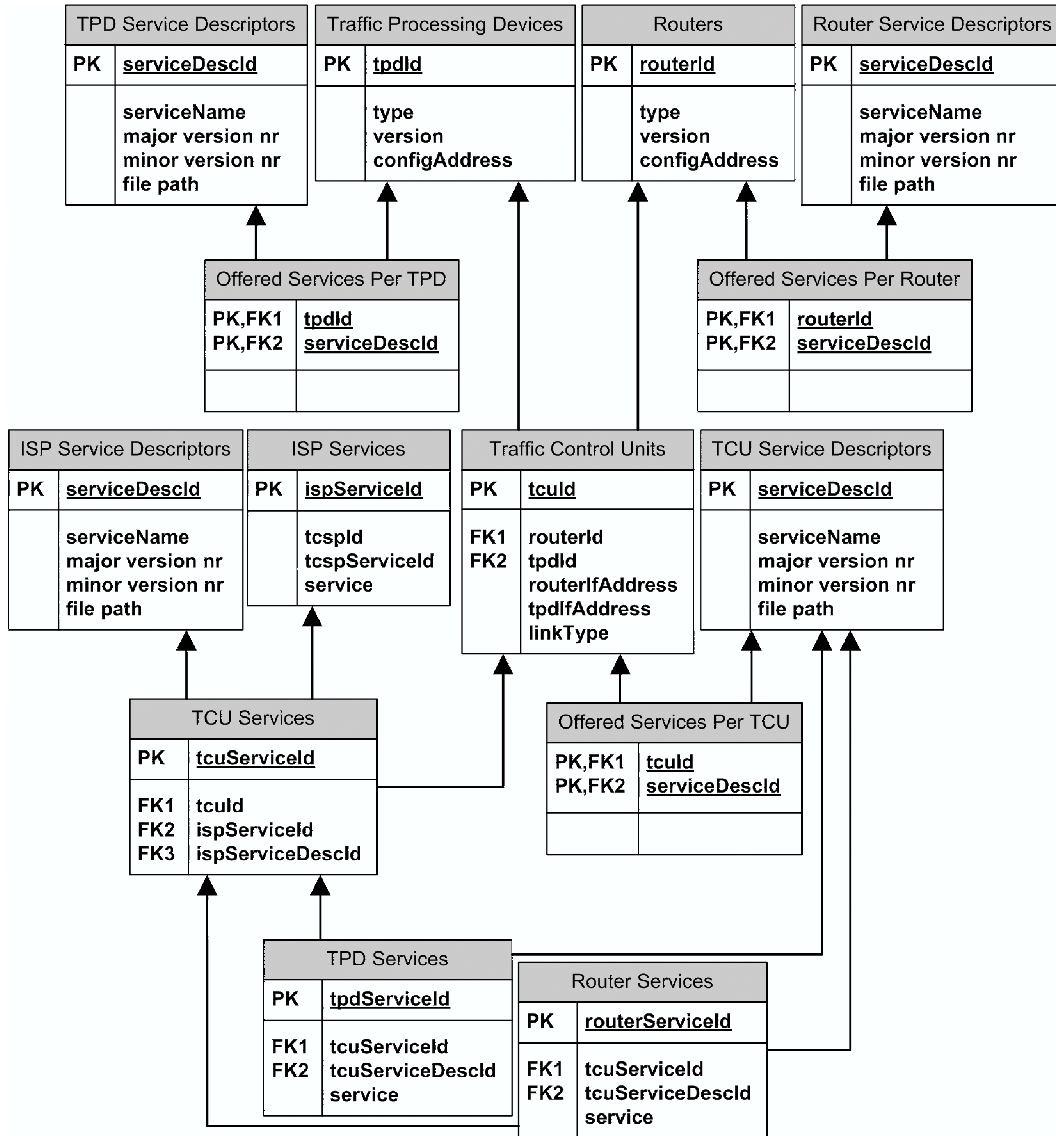 TPD Service Descriptors
PK serviceDescId
serviceName
major version nr
minor version nr
file path
Traffic Processing Devices
PK tpdId
type
version
configAddress
Routers
PK routerId
type
version
configAddress
Router Service Descriptors
PK serviceDescId
serviceName
major version nr
minor version nr
file path
Offered Services Per TPD
PK,FK1 tpdId
PK,FK2 serviceDescId
Offered Services Per Router
PK,FK1 routerId
PK,FK2 serviceDescId
ISP Service Descriptors
PK serviceDescId
serviceName
major version nr
minor version nr
file path
ISP Services
PK ispServiceId
tcspId
tcspServiceId
service
Traffic Control Units
PK tcuId
FK1 routerId
FK2 tpdId
routerIfAddress
tpdIfAddress
linkType
TCU Service Descriptors
PK serviceDescId
serviceName
major version nr
minor version nr
file path
TCU Services
PK tcuServiceId
FK1 tcuId
FK2 ispServiceId
FK3 ispServiceDescId
Offered Services Per TCU
PK,FK1 tcuId
PK,FK2 serviceDescId
TPD Services
PK tpdServiceId
FK1 tcuServiceId
FK2 tcuServiceDescId
service
Router Services
PK routerServiceId
FK1 tcuServiceId
FK2 tcuServiceDescId
service